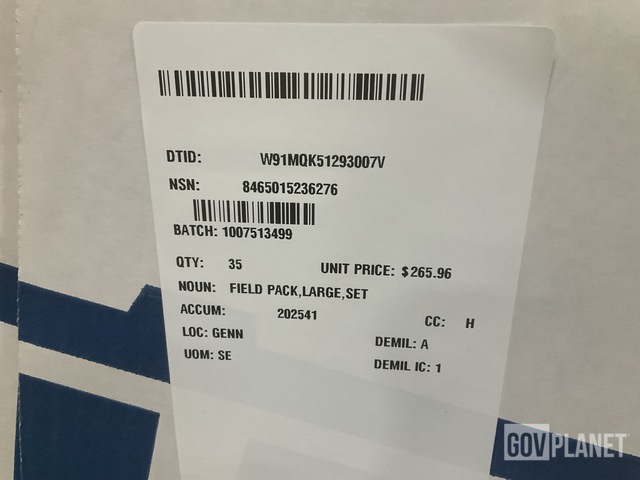 DTID: W91MQK51293007V
NSN: 8465015236276
BATCH: 1007513499
QTY: 35 UNIT PRICE: $265.96
NOUN: FIELD PACK,LARGE,SET
ACCUM: 202541 CC: H
LOC: GENN DEMIL: A
UOM: SE DEMIL IC: 1
GOVPLANET